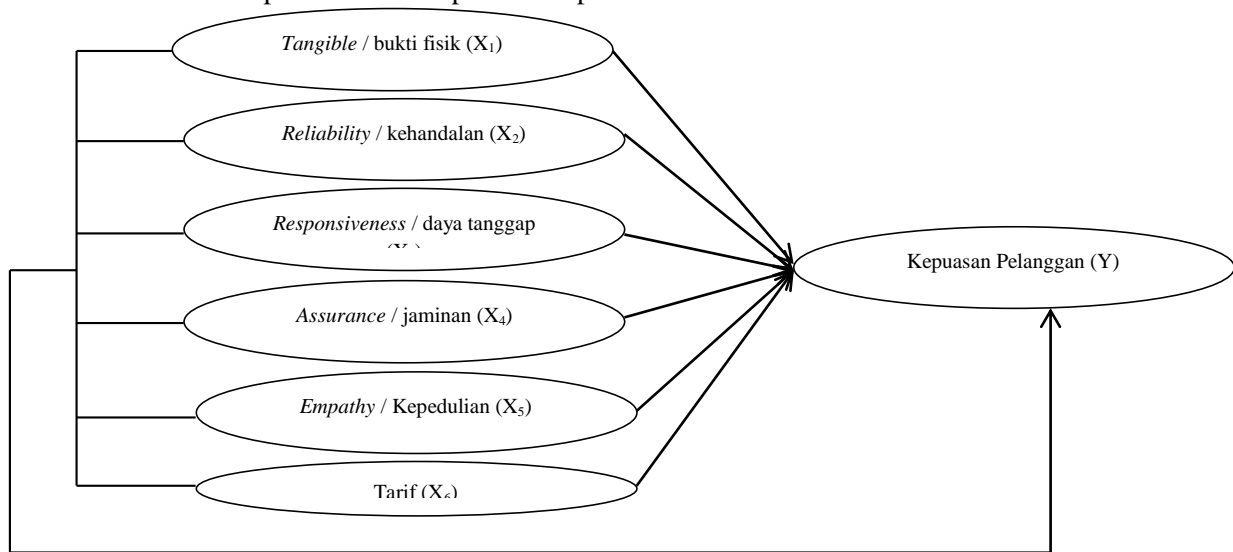 Tangible / bukti fisik (X₁)
Reliability / kehandalan (X₂)
Responsiveness / daya tanggap
Assurance / jaminan (X₄)
Empathy / Kepedulian (X₅)
Tarif (X₆)
Kepuasan Pelanggan (Y)